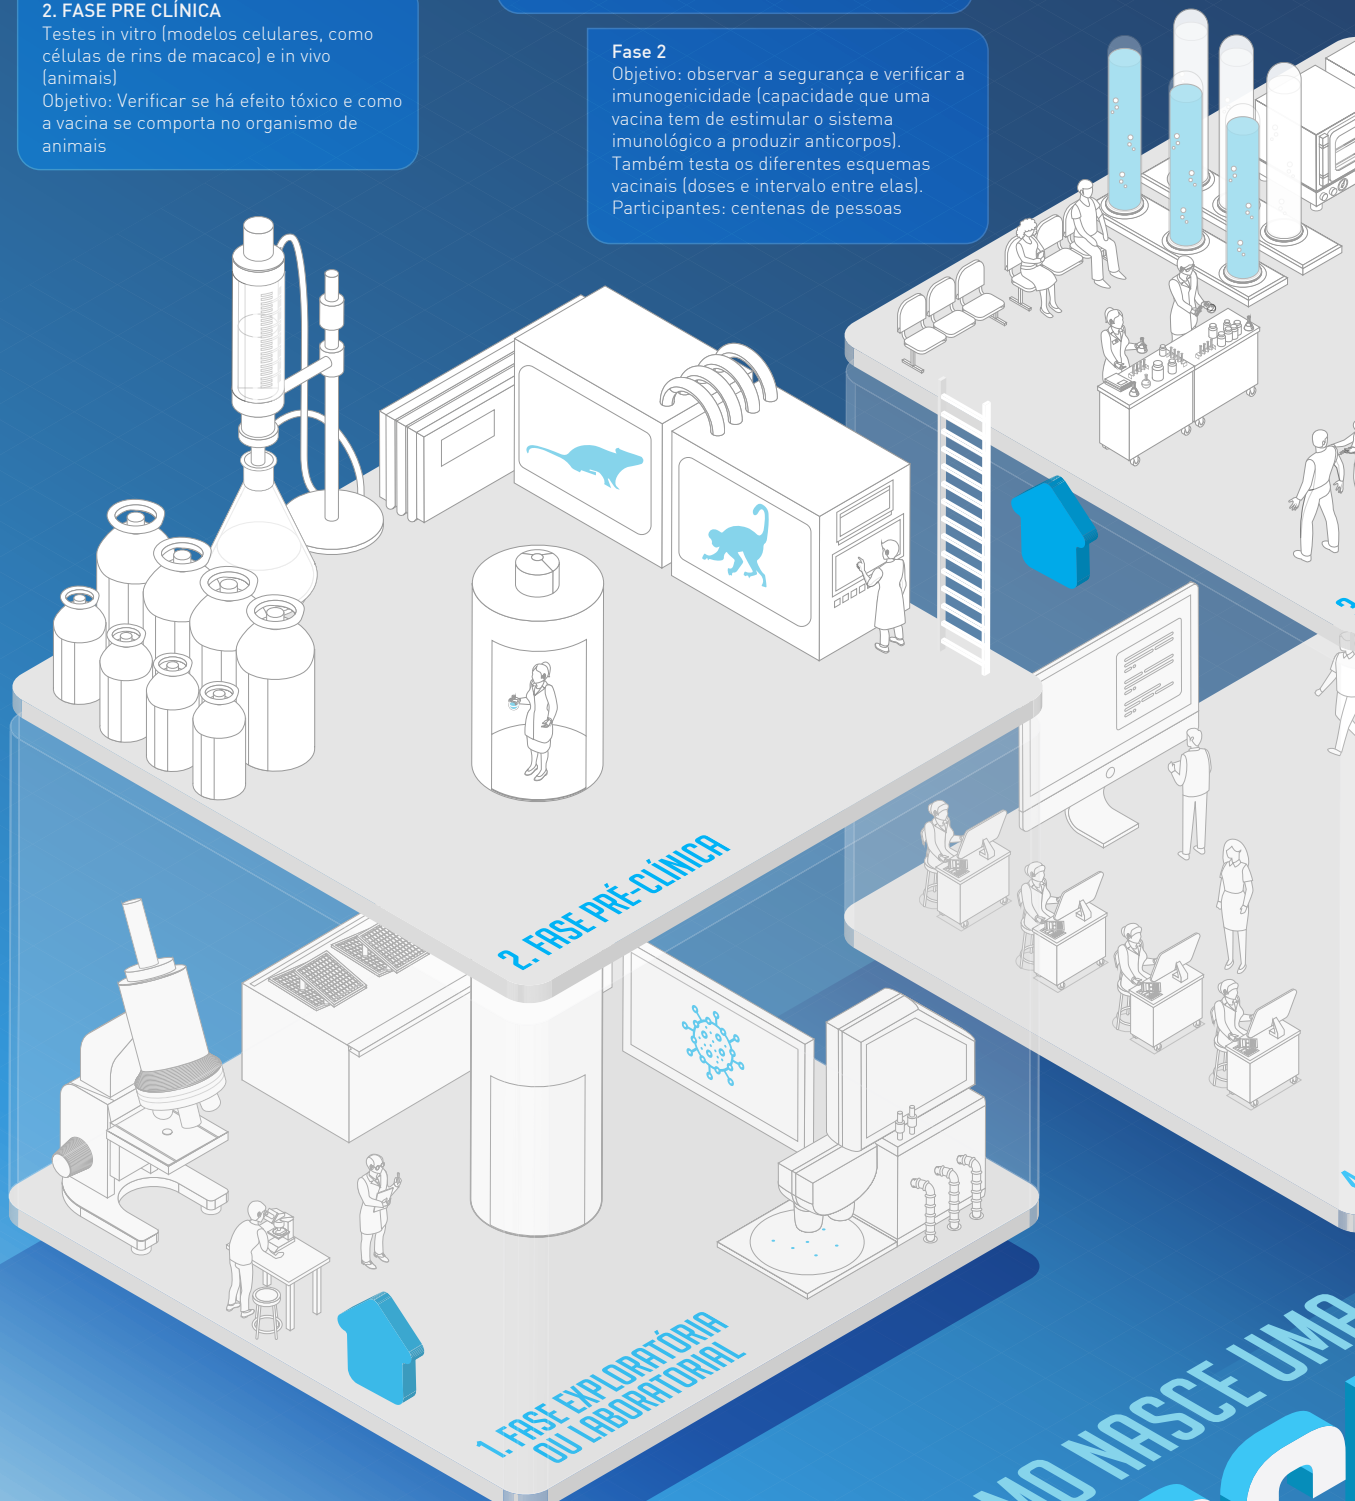 2. FASE PRE CLÍNICA
Testes in vitro (modelos celulares, como
células de rins de macaco) e in vivo
(animais)
Objetivo: Verificar se há efeito tóxico e como
a vacina se comporta no organismo de
animais
Fase 2
Objetivo: observar a segurança e verificar a
imunogenicidade (capacidade que uma
vacina tem de estimular o sistema
imunológico a produzir anticorpos).
Também testa os diferentes esquemas
vacinais (doses e intervalo entre elas).
Participantes: centenas de pessoas
2. FASE PRÉ-CLÍNICA
1. FASE EXPLORATÓRIA
OU LABORATORIAL
MO NASCE UMA